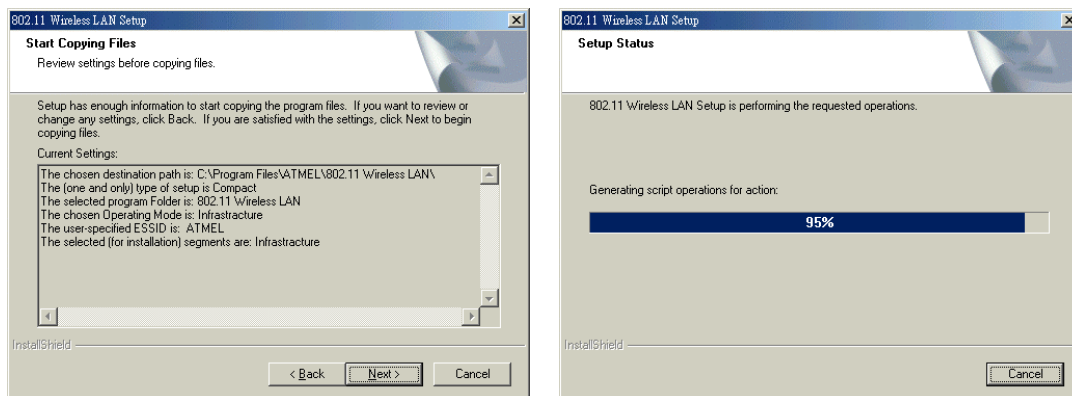 802.11 Wireless LAN Setup
Start Copying Files
Review settings before copying files.
Setup has enough information to start copying the program files. If you want to review or
change any settings, click Back. If you are satisfied with the settings, click Next to begin
copying files.
Current Settings:
The chosen destination path is: C:\Program Files\ATMEL\802.11 Wireless LAN\
The (one and only) type of setup is Compact
The selected program Folder is: 802.11 Wireless LAN
The chosen Operating Mode is: Infrastracture
The user-specified ESSID is: ATMEL
The selected (for installation) segments are: Infrastracture
InstallShield
< Back
Next >
Cancel
802.11 Wireless LAN Setup
Setup Status
802.11 Wireless LAN Setup is performing the requested operations.
Generating script operations for action:
95%
InstallShield
Cancel